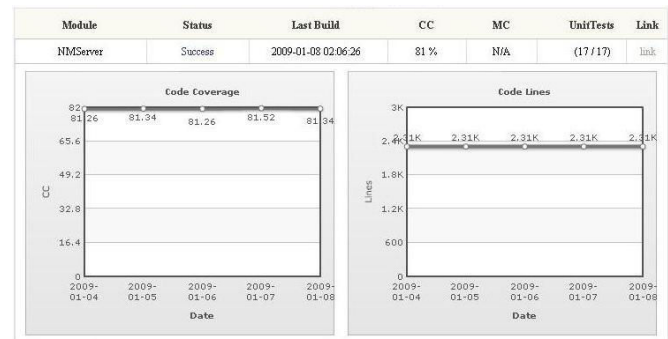 Module Status Last Build CC MC UnitTests Link
NMServer Success 2009-01-08 02:06:26 81 % N/A (17 / 17) link
Code Coverage
82
81.26 81.34 81.26 81.52 81.34
65.6
49.2
CC
32.8
16.4
0
2009-01-04 2009-01-05 2009-01-06 2009-01-07 2009-01-08
Date
Code Lines
3K
2.4K
2.31K 2.31K 2.31K 2.31K 2.31K
1.8K
Lines
1.2K
600
0
2009-01-04 2009-01-05 2009-01-06 2009-01-07 2009-01-08
Date